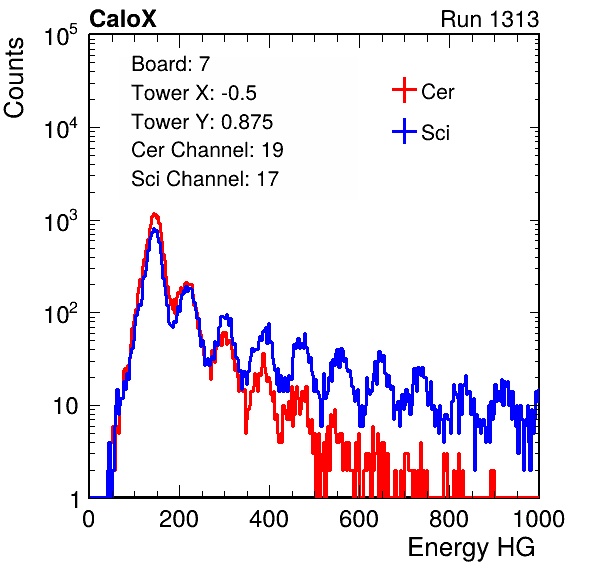 CaloX Run 1313
Counts
Board: 7
Tower X: -0.5
Tower Y: 0.875
Cer Channel: 19
Sci Channel: 17
Cer
Sci
10^5
10^4
10^3
10^2
10
1
0 200 400 600 800 1000
Energy HG